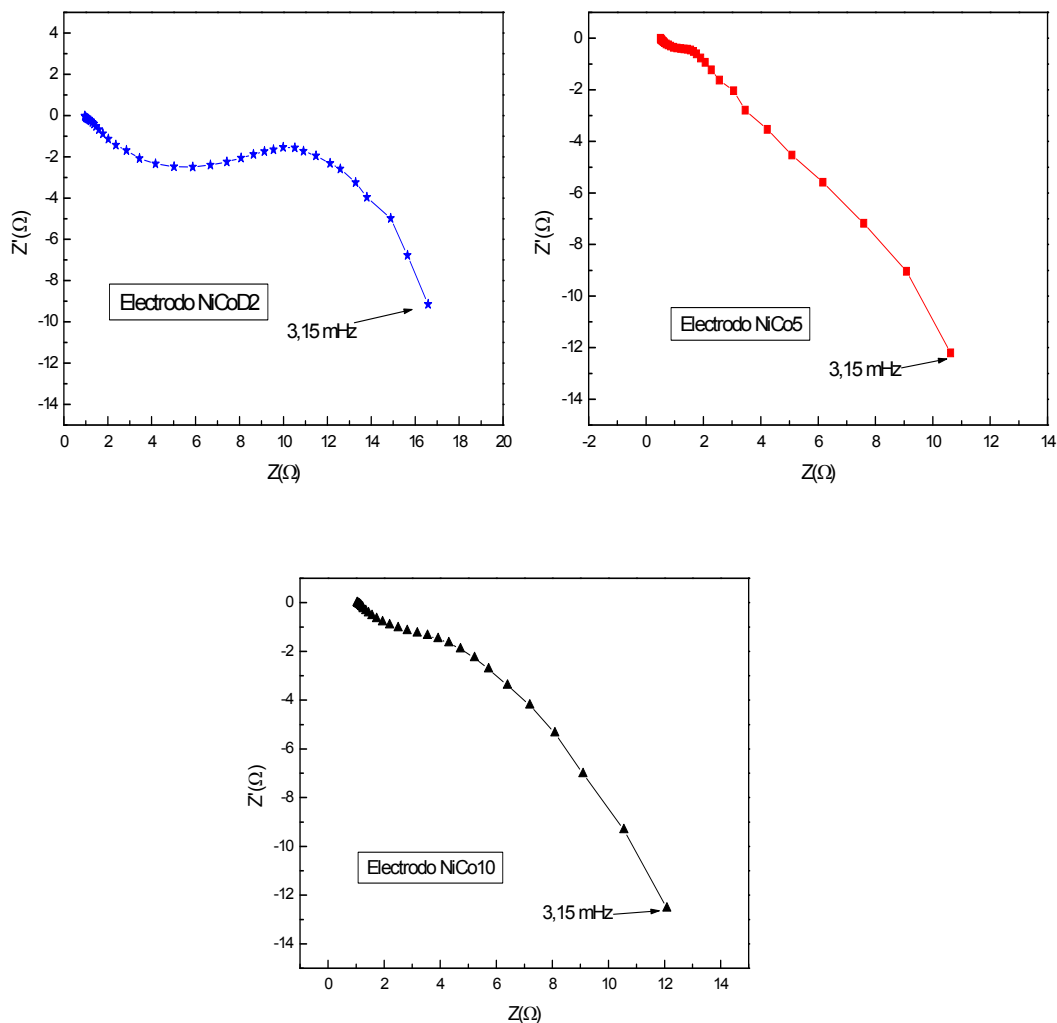 4
2
0
-2
-4
-6
-8
-10
-12
-14
Z'(Ω)
Electrodo NiCoD2
3,15 mHz
0 2 4 6 8 10 12 14 16 18 20
Z(Ω)
0
-2
-4
-6
-8
-10
-12
-14
Z'(Ω)
Electrodo NiCo5
3,15 mHz
-2 0 2 4 6 8 10 12 14
Z(Ω)
0
-2
-4
-6
-8
-10
-12
-14
Z'(Ω)
Electrodo NiCo10
3,15 mHz
0 2 4 6 8 10 12 14
Z(Ω)